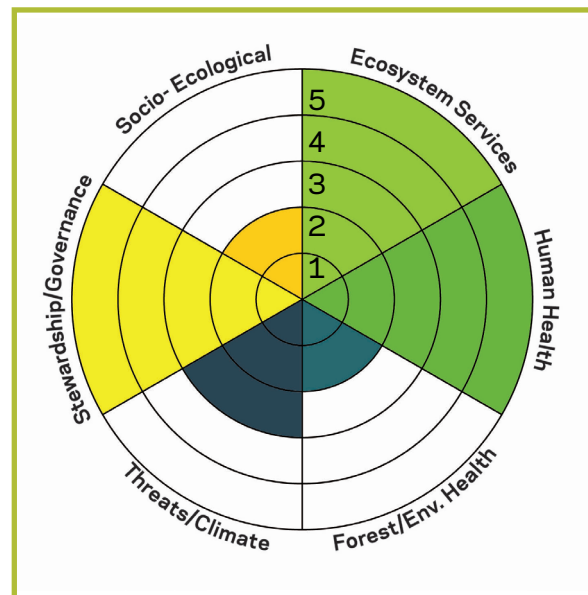 Socio- Ecological
Ecosystem Services
5
4
3
2
1
Stewardship/Governance
Human Health
Threats/Climate
Forest/Env. Health